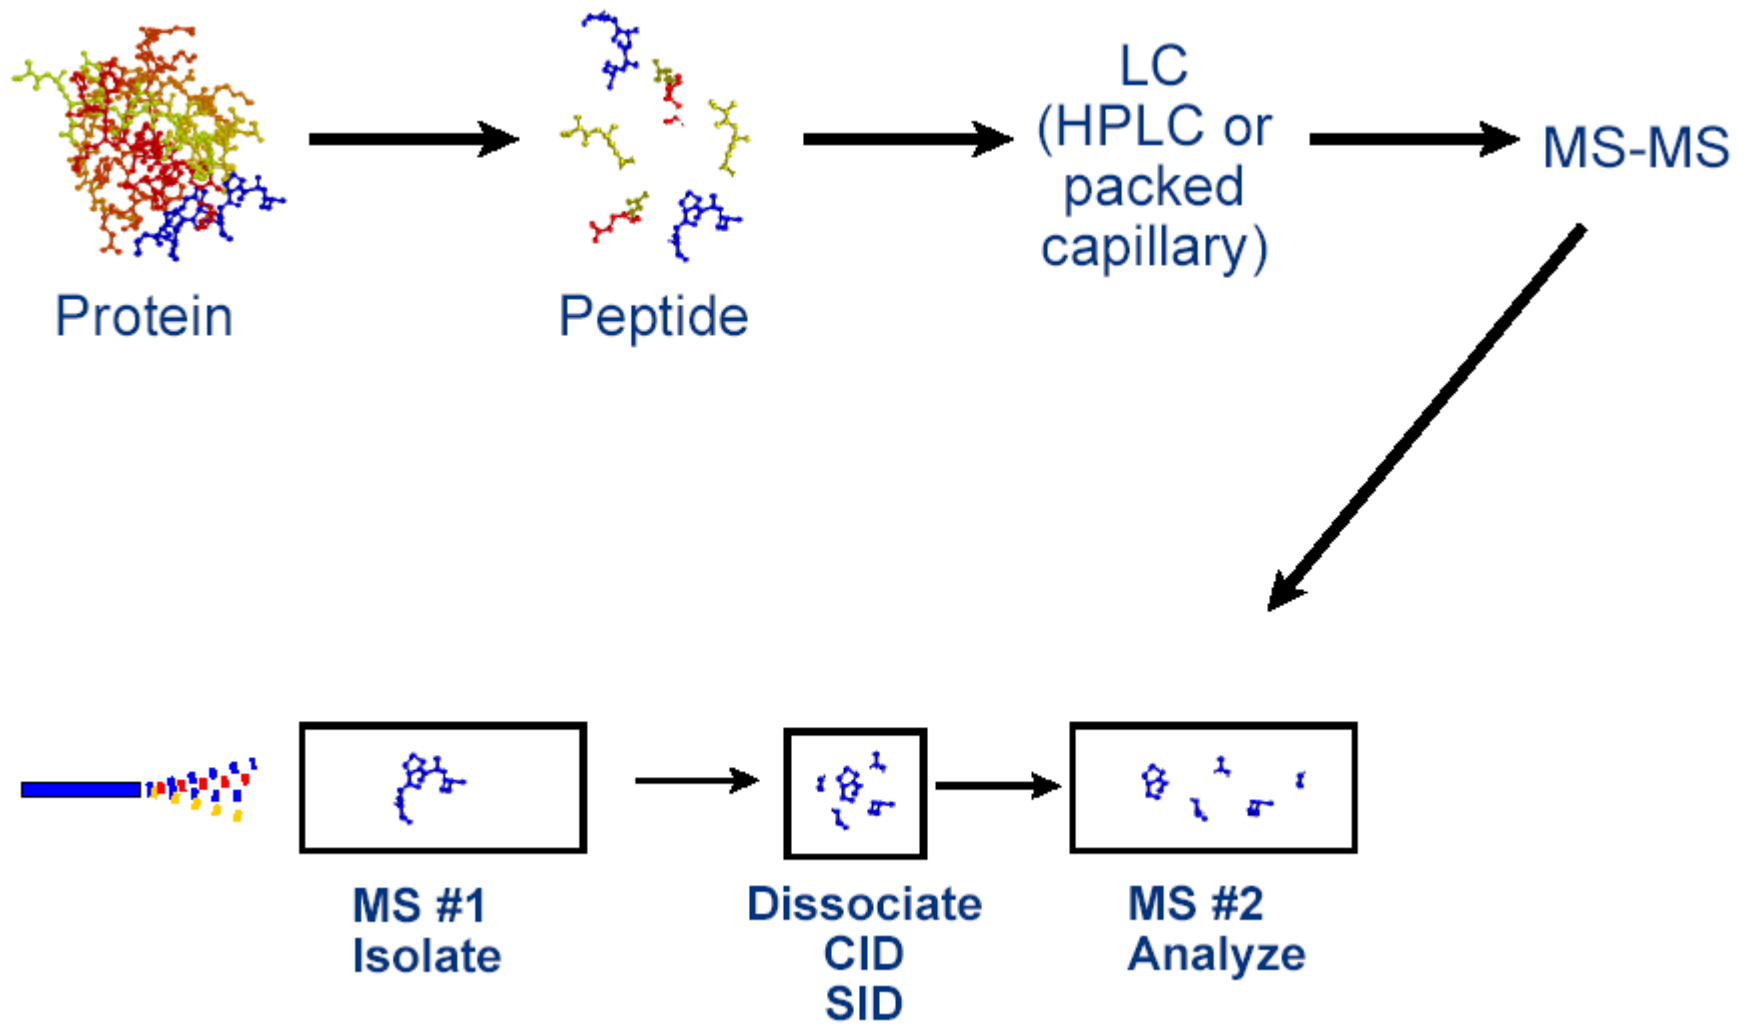 Protein
Peptide
LC
(HPLC or
packed
capillary)
MS-MS
MS #1
Isolate
Dissociate
CID
SID
MS #2
Analyze